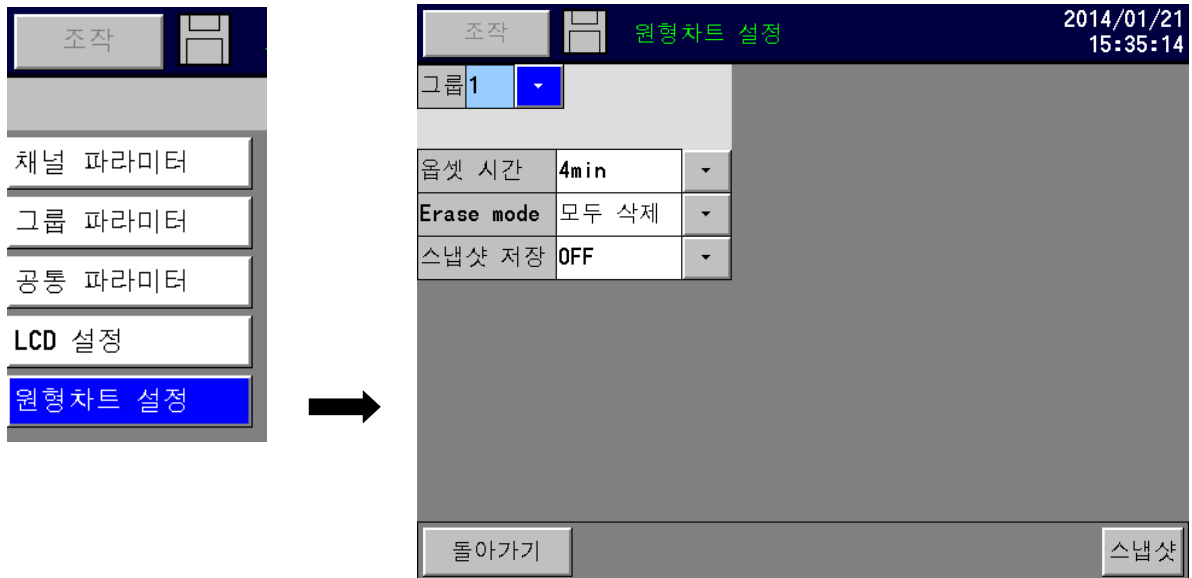 조작
채널 파라미터
그룹 파라미터
공통 파라미터
LCD 설정
원형차트 설정
조작 원형차트 설정 2014/01/21
15:35:14
그룹 1
옵셋 시간 4min
Erase mode 모두 삭제
스냅샷 저장 OFF
돌아가기 스냅샷